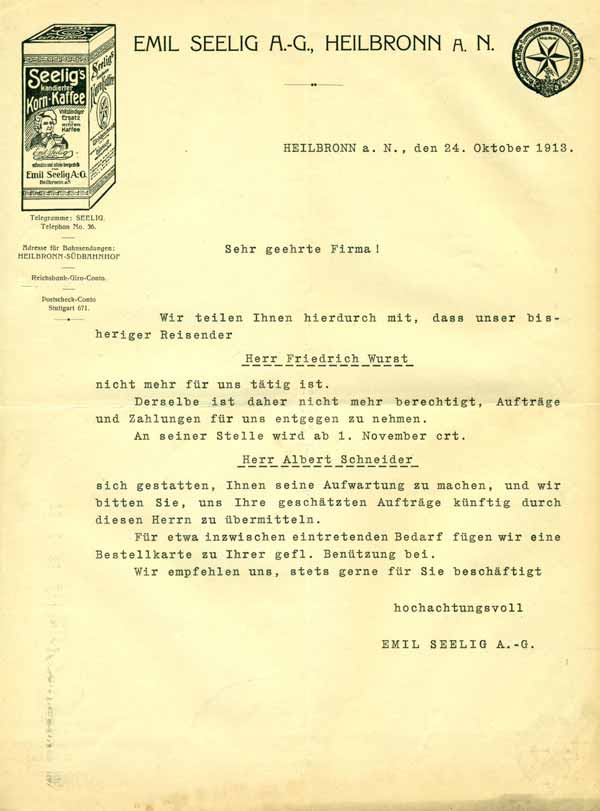 EMIL SEELIG A.-G., HEILBRONN A. N.
Seelig's
kandierter
Korn-Kaffee
Vollständiger
Ersatz
für
echten
Kaffee
Emil Seelig A:G.
Heilbronn a/N
Seelig's
Korn-Kaffee
Telegramme: SEELIG.
Telephon No. 36.
Adresse für Bahnsendungen:
HEILBRONN-SÜDBAHNHOF
Reichsbank-Giro-Conto.
Postscheck-Conto
Stuttgart 671.
HEILBRONN a. N., den 24. Oktober 1913.
Sehr geehrte Firma!
Wir teilen Ihnen hierdurch mit, dass unser bis-
heriger Reisender
Herr Friedrich Wurst
nicht mehr für uns tätig ist.
Derselbe ist daher nicht mehr berechtigt, Aufträge
und Zahlungen für uns entgegen zu nehmen.
An seiner Stelle wird ab 1. November crt.
Herr Albert Schneider
sich gestatten, Ihnen seine Aufwartung zu machen, und wir
bitten Sie, uns Ihre geschätzten Aufträge künftig durch
diesen Herrn zu übermitteln.
Für etwa inzwischen eintretenden Bedarf fügen wir eine
Bestellkarte zu Ihrer gefl. Benützung bei.
Wir empfehlen uns, stets gerne für Sie beschäftigt
hochachtungsvoll
EMIL SEELIG A.-G.